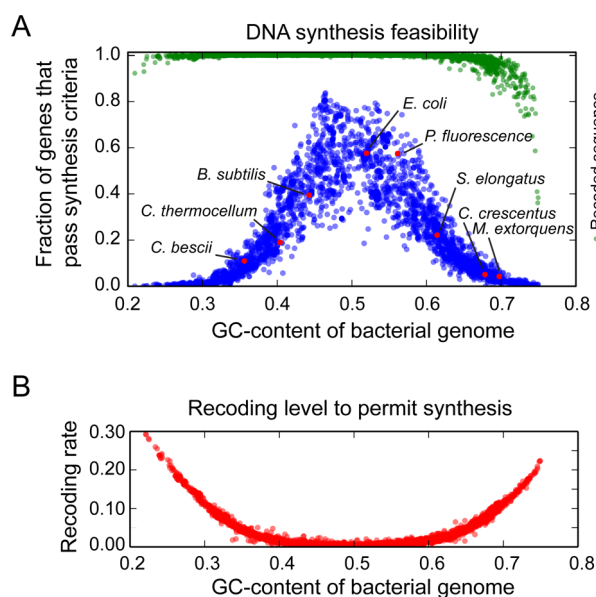 A
DNA synthesis feasibility
Fraction of genes that
pass synthesis criteria
1.0
0.8
0.6
0.4
0.2
0.0
E. coli
P. fluorescence
B. subtilis
S. elongatus
C. thermocellum
C. crescentus
M. extorquens
C. bescii
0.2 0.3 0.4 0.5 0.6 0.7 0.8
GC-content of bacterial genome
B
Recoding level to permit synthesis
Recoding rate
0.30
0.20
0.10
0.00
0.2 0.3 0.4 0.5 0.6 0.7 0.8
GC-content of bacterial genome